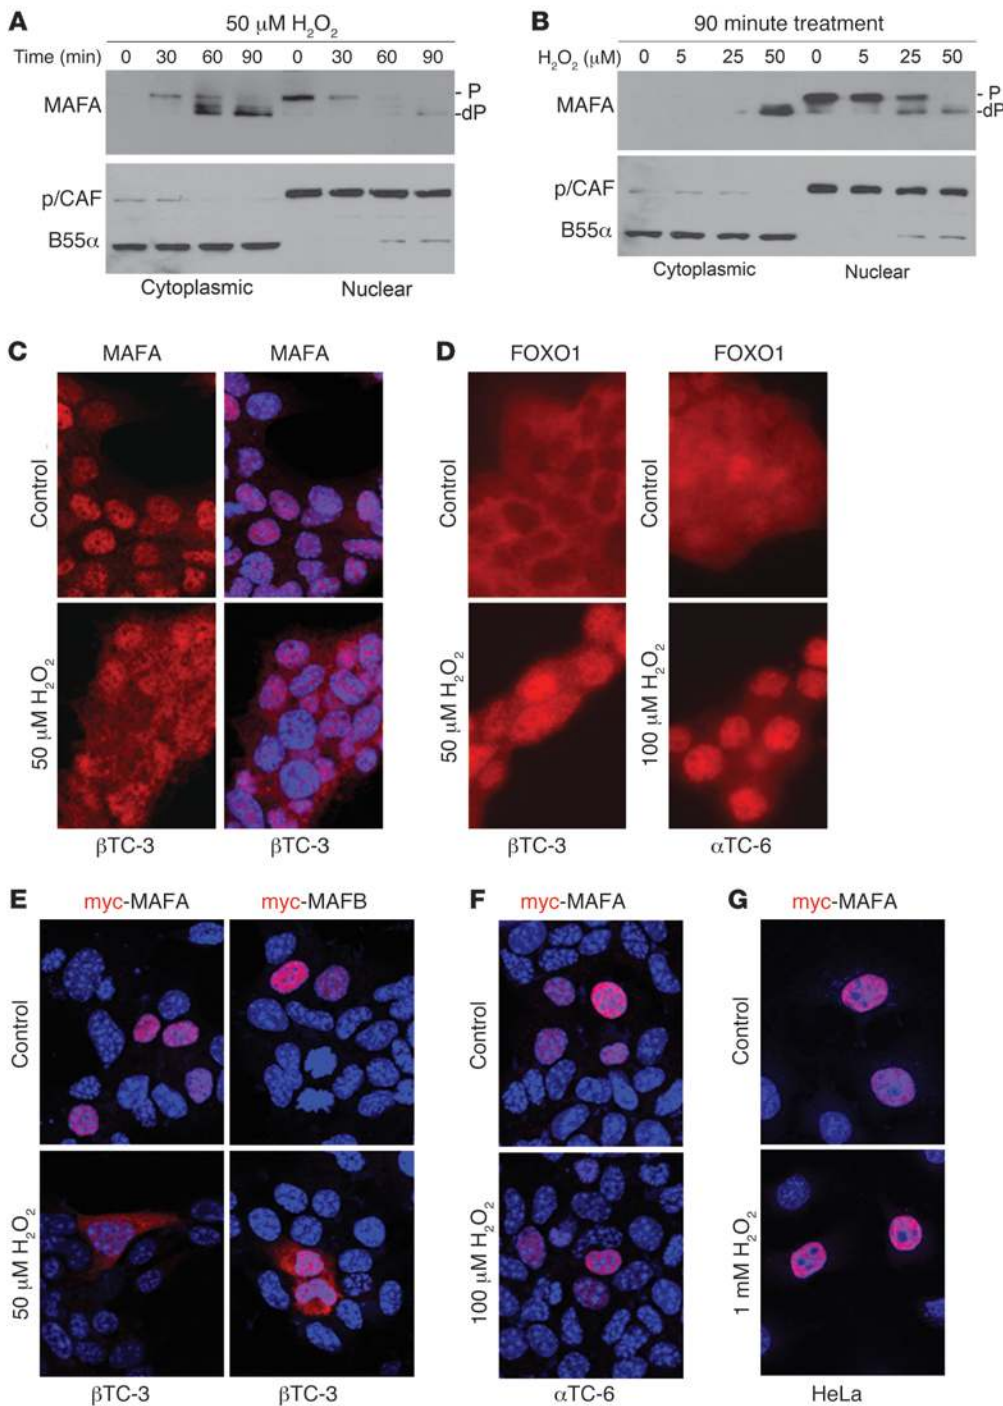 A
50 μM H₂O₂
Time (min) 0 30 60 90 0 30 60 90
MAFA
- P
-dP
p/CAF
B55α
Cytoplasmic Nuclear
B
90 minute treatment
H₂O₂ (μM) 0 5 25 50 0 5 25 50
MAFA
- P
-dP
p/CAF
B55α
Cytoplasmic Nuclear
C
MAFA MAFA
Control
50 μM H₂O₂
βTC-3 βTC-3
D
FOXO1 FOXO1
Control Control
50 μM H₂O₂ 100 μM H₂O₂
βTC-3 αTC-6
E
myc-MAFA myc-MAFB
Control
50 μM H₂O₂
βTC-3 βTC-3
F
myc-MAFA
Control
100 μM H₂O₂
αTC-6
G
myc-MAFA
Control
1 mM H₂O₂
HeLa